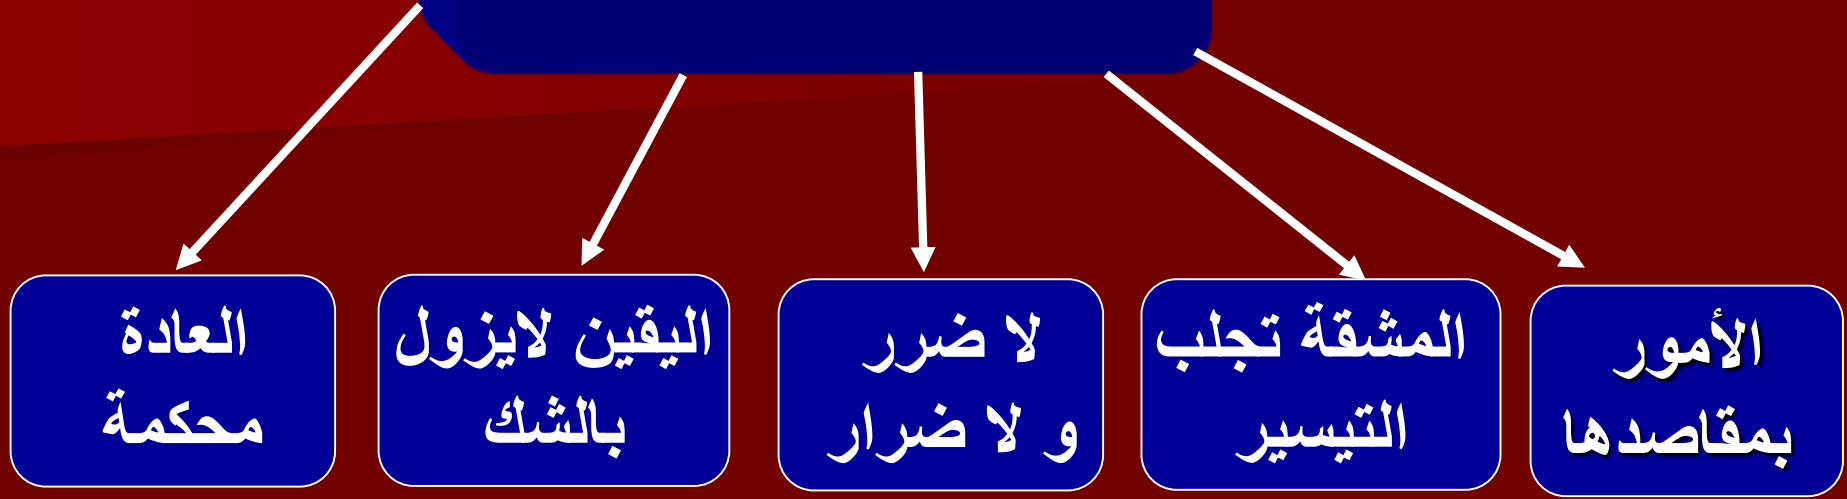 الأمور
بمقاصدها
المشقة تجلب
التيسير
لا ضرر
و لا ضرار
اليقين لايزول
بالشك
العادة
محكمة